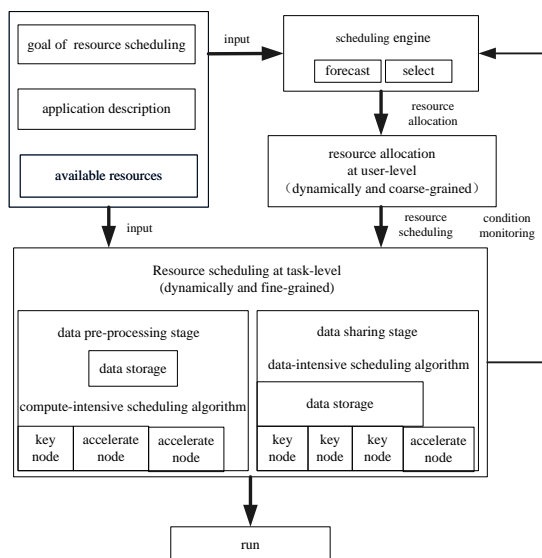 goal of resource scheduling
application description
available resources
input
scheduling engine
forecast
select
resource
allocation
resource allocation
at user-level
（dynamically and coarse-grained）
input
resource
scheduling
condition
monitoring
Resource scheduling at task-level
(dynamically and fine-grained)
data pre-processing stage
data storage
compute-intensive scheduling algorithm
key
node
accelerate
node
accelerate
node
data sharing stage
data-intensive scheduling algorithm
data storage
key
node
key
node
key
node
accelerate
node
run